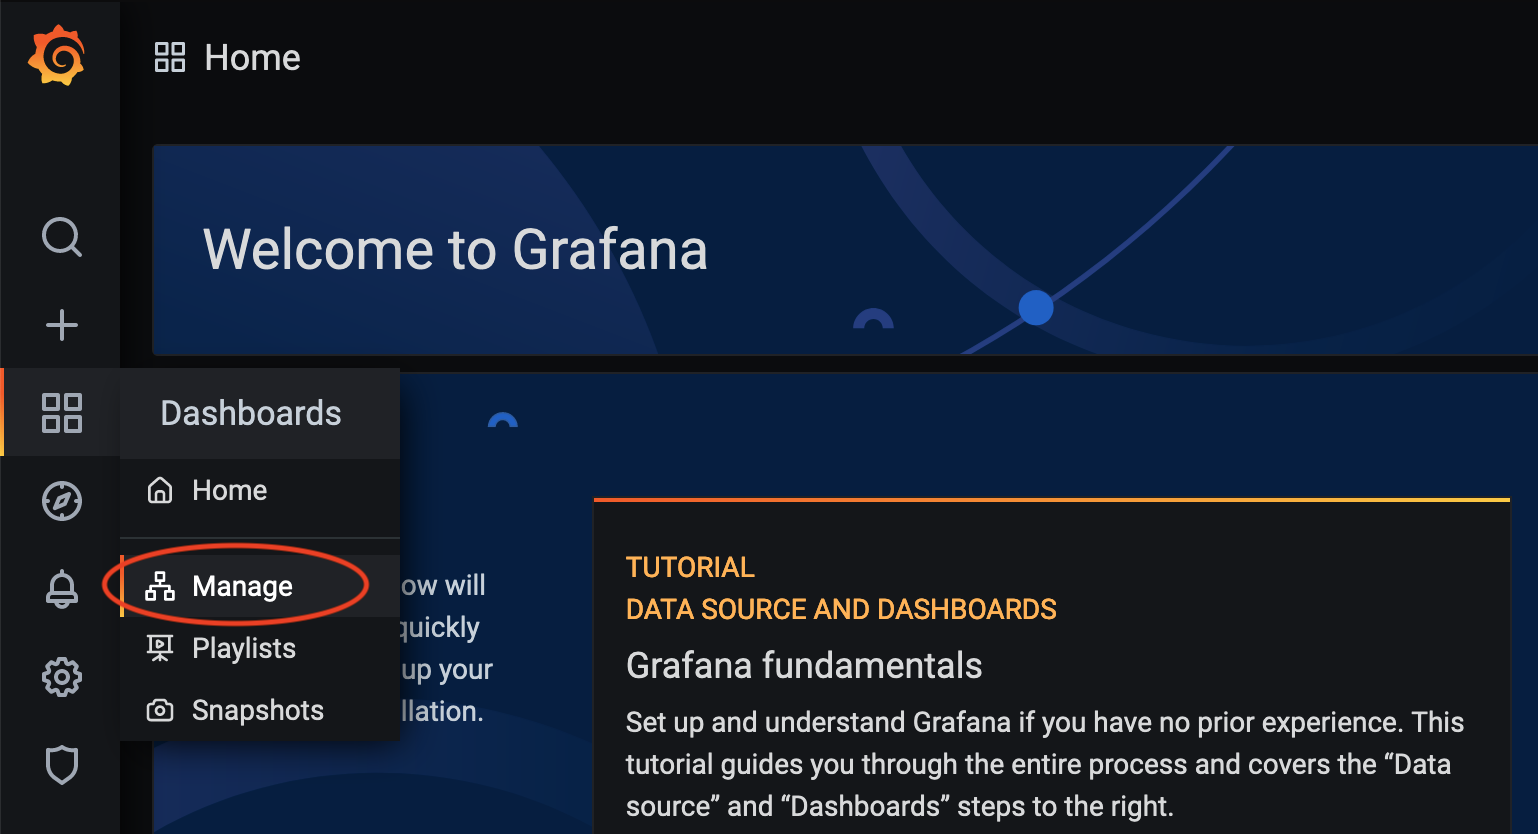 Home
Welcome to Grafana
Dashboards
Home
Manage
Playlists
Snapshots
ow will
quickly
up your
llation.
TUTORIAL
DATA SOURCE AND DASHBOARDS
Grafana fundamentals
Set up and understand Grafana if you have no prior experience. This
tutorial guides you through the entire process and covers the “Data
source” and “Dashboards” steps to the right.